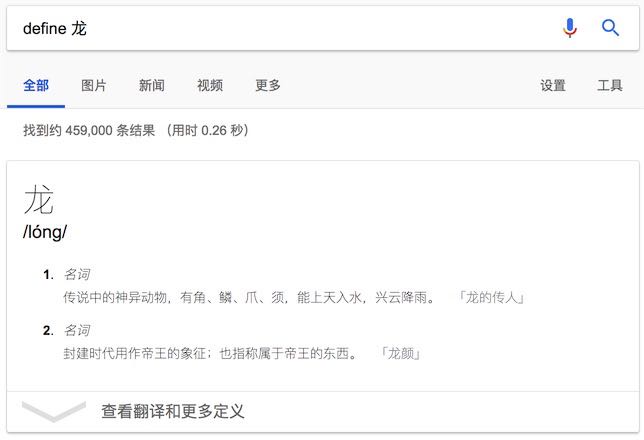 define 龙
全部 图片 新闻 视频 更多 设置 工具
找到约 459,000 条结果 （用时 0.26 秒）
龙
/lóng/
1. 名词
传说中的神异动物，有角、鳞、爪、须，能上天入水，兴云降雨。 「龙的传人」
2. 名词
封建时代用作帝王的象征；也指称属于帝王的东西。 「龙颜」
查看翻译和更多定义